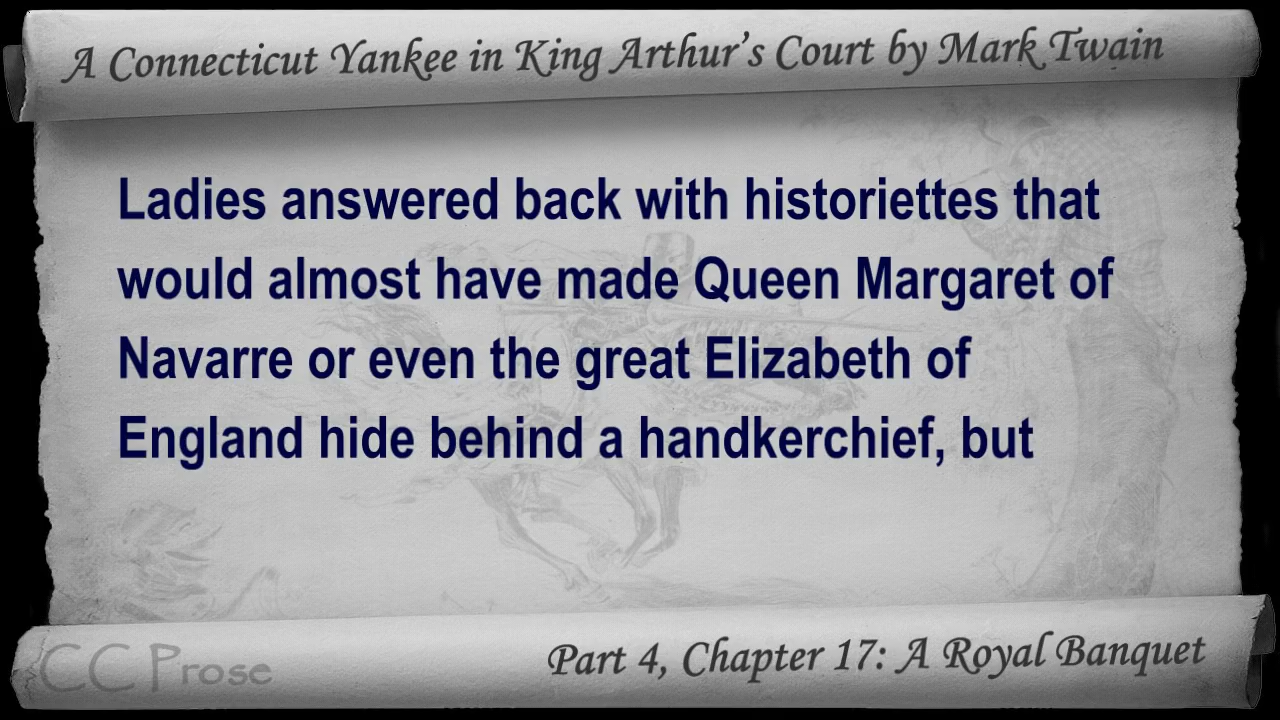 A Connecticut Yankee in King Arthur's Court by Mark Twain
Ladies answered back with historiettes that
would almost have made Queen Margaret of
Navarre or even the great Elizabeth of
England hide behind a handkerchief, but
CC Prose
Part 4, Chapter 17: A Royal Banquet